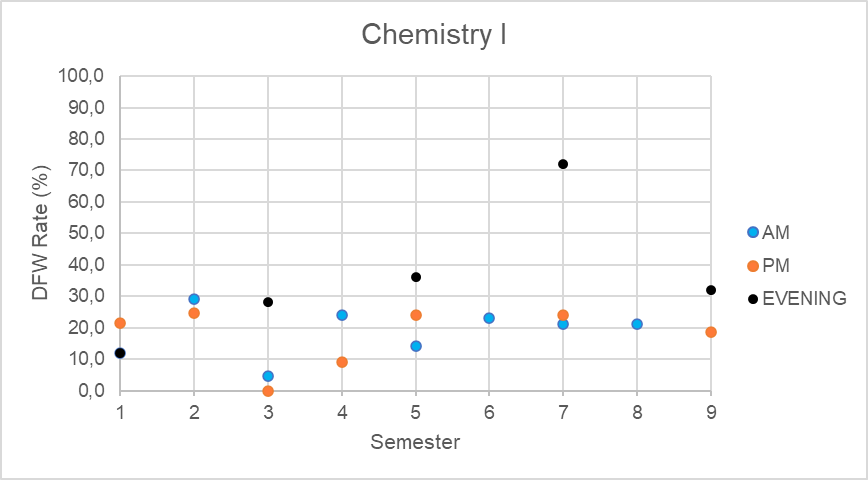 Chemistry I
100,0
90,0
80,0
70,0
60,0
50,0
40,0
30,0
20,0
10,0
0,0
DFW Rate (%)
1 2 3 4 5 6 7 8 9
Semester
AM
PM
EVENING